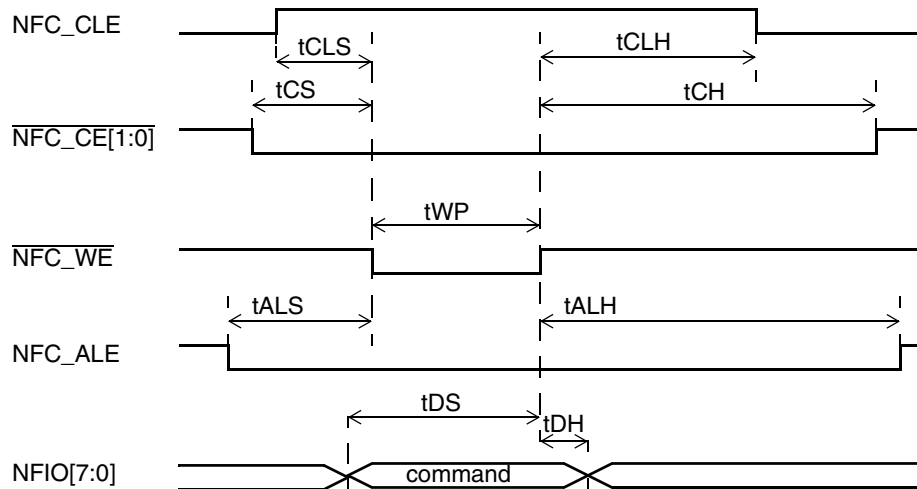 NFC_CLE
tCLS
tCLH
tCS
tCH
NFC_CE[1:0]
tWP
NFC_WE
tALS
tALH
NFC_ALE
tDS
tDH
NFIO[7:0]
command